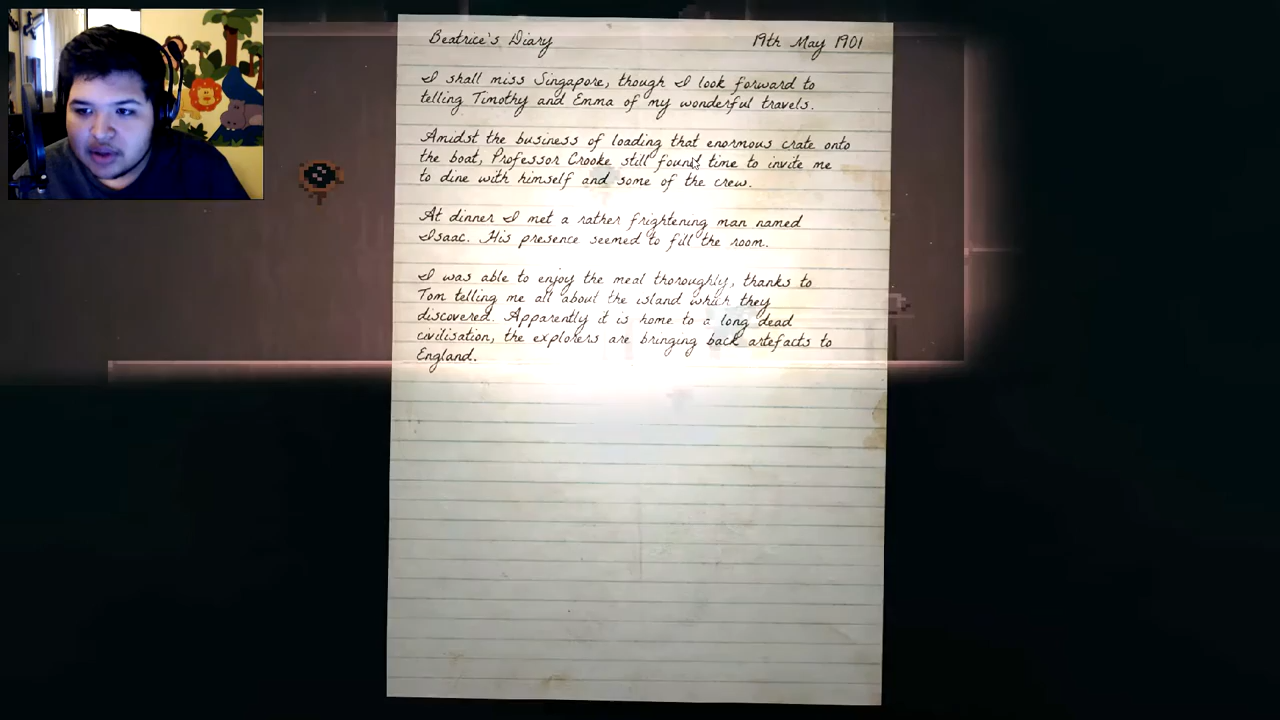 Beatrice's Diary 19th May 1901
I shall miss Singapore, though I look forward to
telling Timothy and Emma of my wonderful travels.
Amidst the business of loading that enormous crate onto
the boat, Professor Crooke still found time to invite me
to dine with himself and some of the crew.
At dinner I met a rather frightening man named
Isaac. His presence seemed to fill the room.
I was able to enjoy the meal thoroughly, thanks to
Tom telling me all about the island which they
discovered. Apparently it is home to a long dead
civilisation, the explorers are bringing back artefacts to
England.